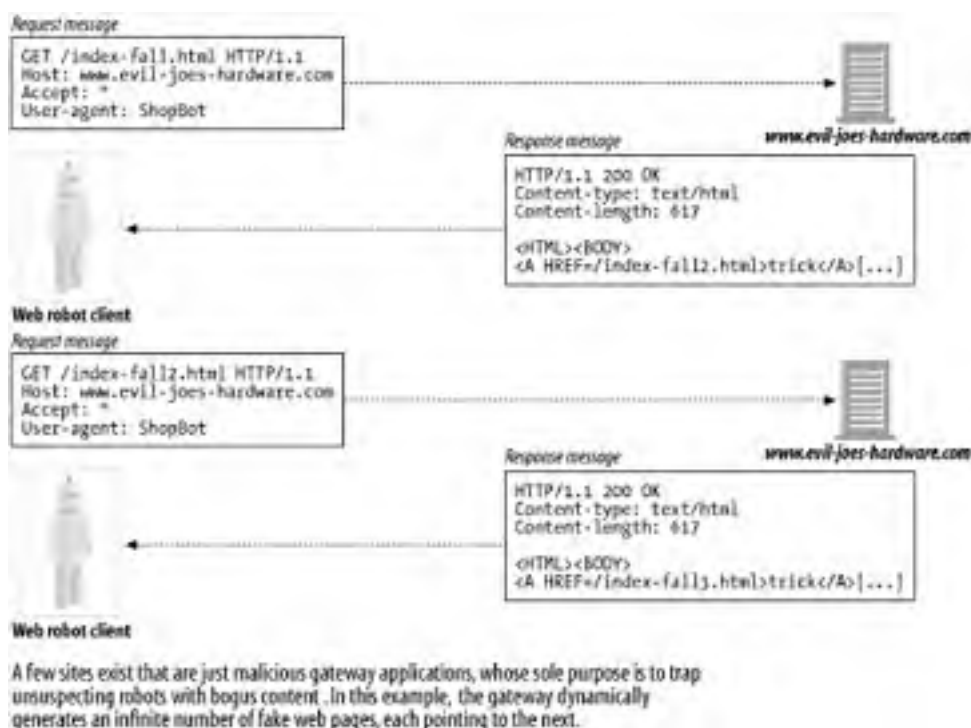 Request message
GET /index-fall.html HTTP/1.1
Host: www.evil-joes-hardware.com
Accept: *
User-agent: ShopBot
www.evil-joes-hardware.com
Response message
HTTP/1.1 200 OK
Content-type: text/html
Content-length: 617
<HTML><BODY>
<A HREF=/index-fall2.html>trick</A>[...]
Web robot client
Request message
GET /index-fall2.html HTTP/1.1
Host: www.evil-joes-hardware.com
Accept: *
User-agent: ShopBot
www.evil-joes-hardware.com
Response message
HTTP/1.1 200 OK
Content-type: text/html
Content-length: 617
<HTML><BODY>
<A HREF=/index-fall3.html>trick</A>[...]
Web robot client
A few sites exist that are just malicious gateway applications, whose sole purpose is to trap
unsuspecting robots with bogus content . In this example, the gateway dynamically
generates an infinite number of fake web pages, each pointing to the next.